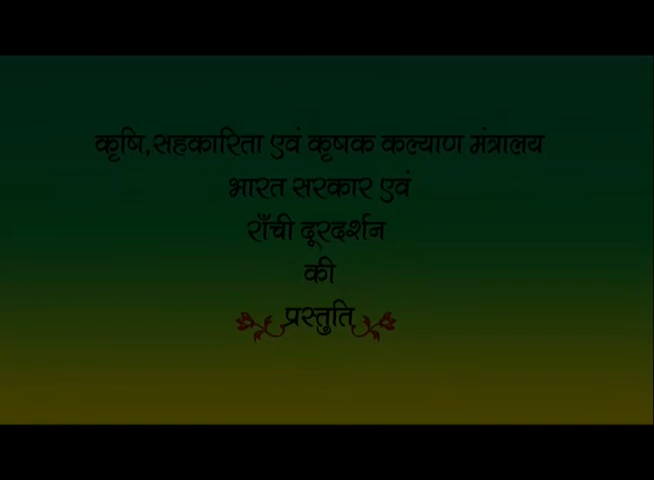 कृषि,सहकारिता एवं कृषक कल्याण मंत्रालय
भारत सरकार एवं
राँची दूरदर्शन
की
प्रस्तुति